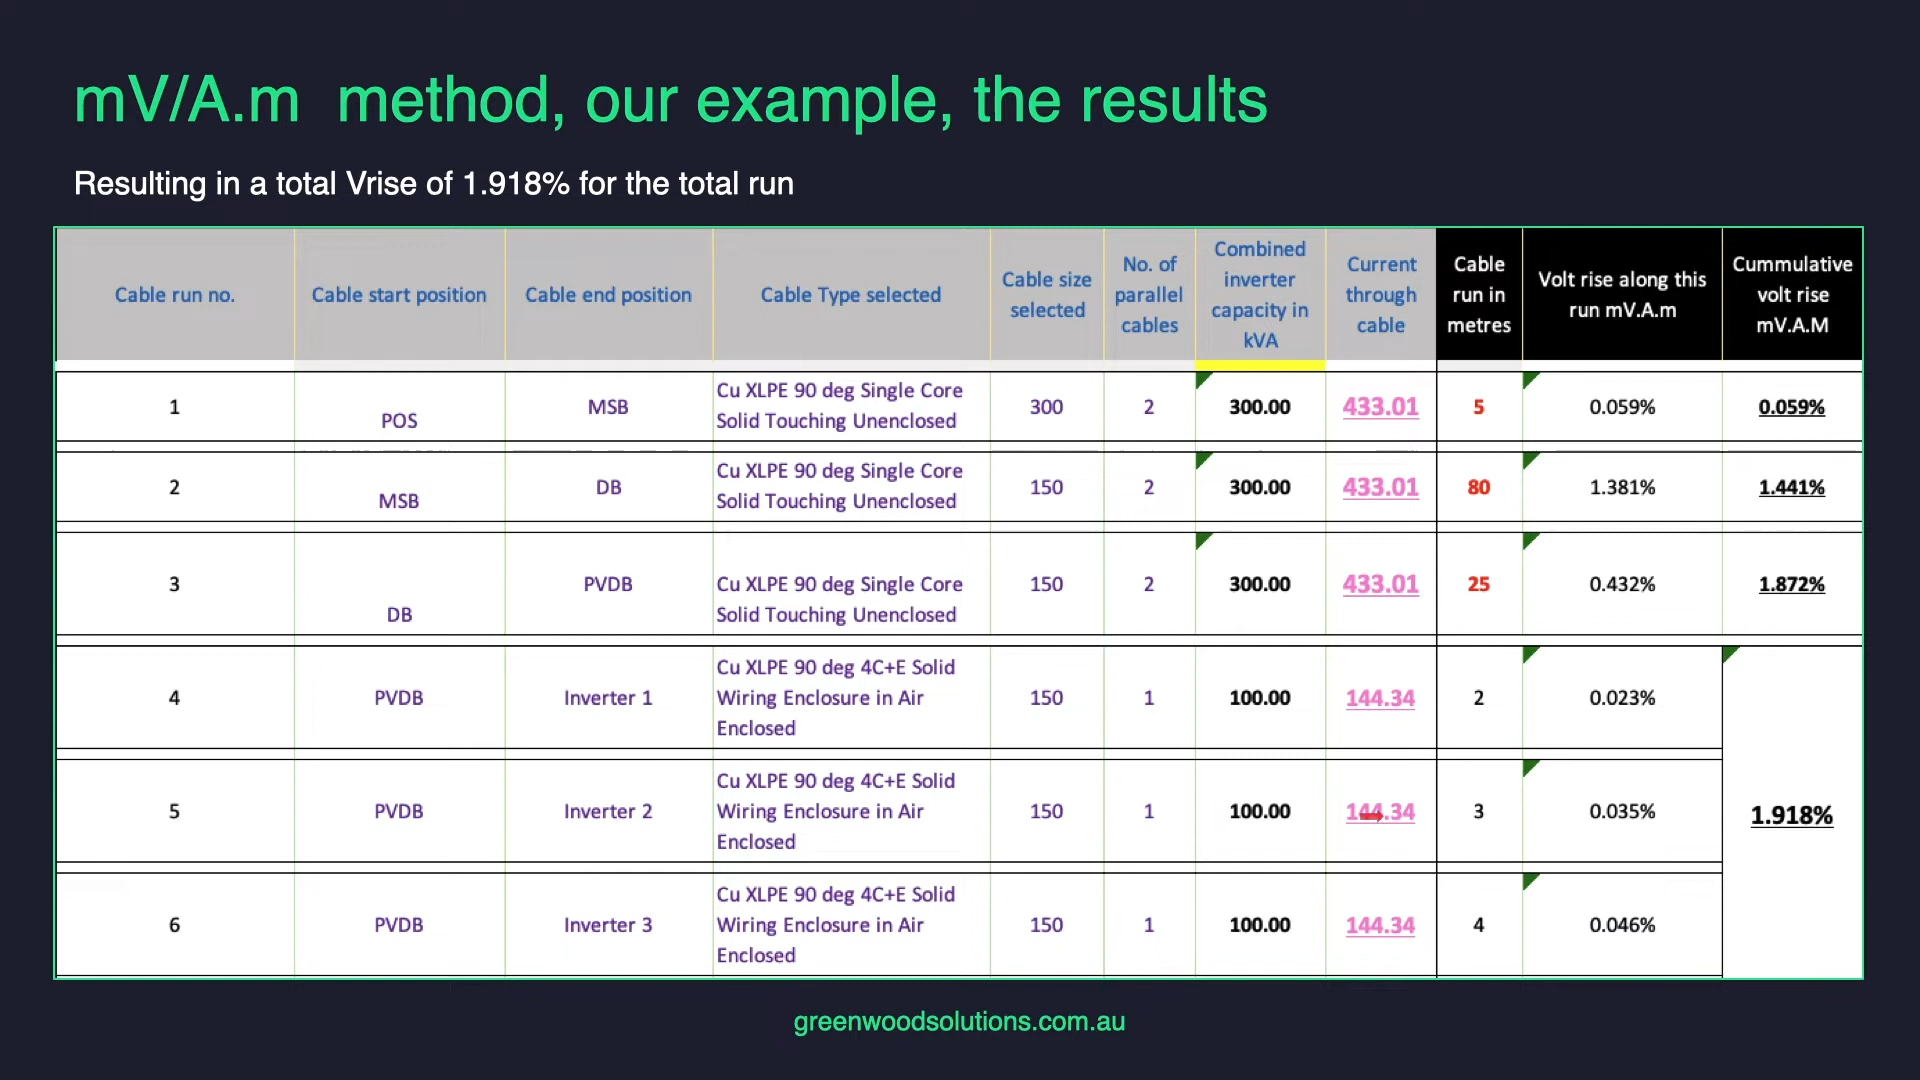 mV/A.m method, our example, the results
Resulting in a total Vrise of 1.918% for the total run
Cable run no.
Cable start position
Cable end position
Cable Type selected
Cable size
selected
No. of
parallel
cables
Combined
inverter
capacity in
kVA
Current
through
cable
Cable
run in
metres
Volt rise along this
run mV.A.m
Cummulative
volt rise
mV.A.M
1
POS
MSB
Cu XLPE 90 deg Single Core
Solid Touching Unenclosed
300
2
300.00
433.01
5
0.059%
0.059%
2
MSB
DB
Cu XLPE 90 deg Single Core
Solid Touching Unenclosed
150
2
300.00
433.01
80
1.381%
1.441%
3
DB
PVDB
Cu XLPE 90 deg Single Core
Solid Touching Unenclosed
150
2
300.00
433.01
25
0.432%
1.872%
4
PVDB
Inverter 1
Cu XLPE 90 deg 4C+E Solid
Wiring Enclosure in Air
Enclosed
150
1
100.00
144.34
2
0.023%
5
PVDB
Inverter 2
Cu XLPE 90 deg 4C+E Solid
Wiring Enclosure in Air
Enclosed
150
1
100.00
144.34
3
0.035%
1.918%
6
PVDB
Inverter 3
Cu XLPE 90 deg 4C+E Solid
Wiring Enclosure in Air
Enclosed
150
1
100.00
144.34
4
0.046%
greenwoodsolutions.com.au